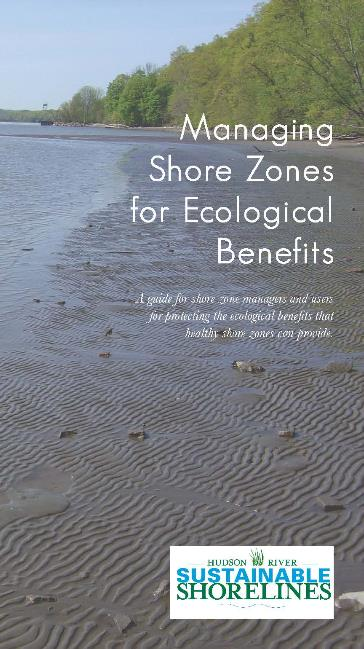 Managing
Shore Zones
for Ecological
Benefits
A guide for shore zone managers and users
for protecting the ecological benefits that
healthy shore zones can provide.
HUDSON RIVER
SUSTAINABLE
SHORELINES